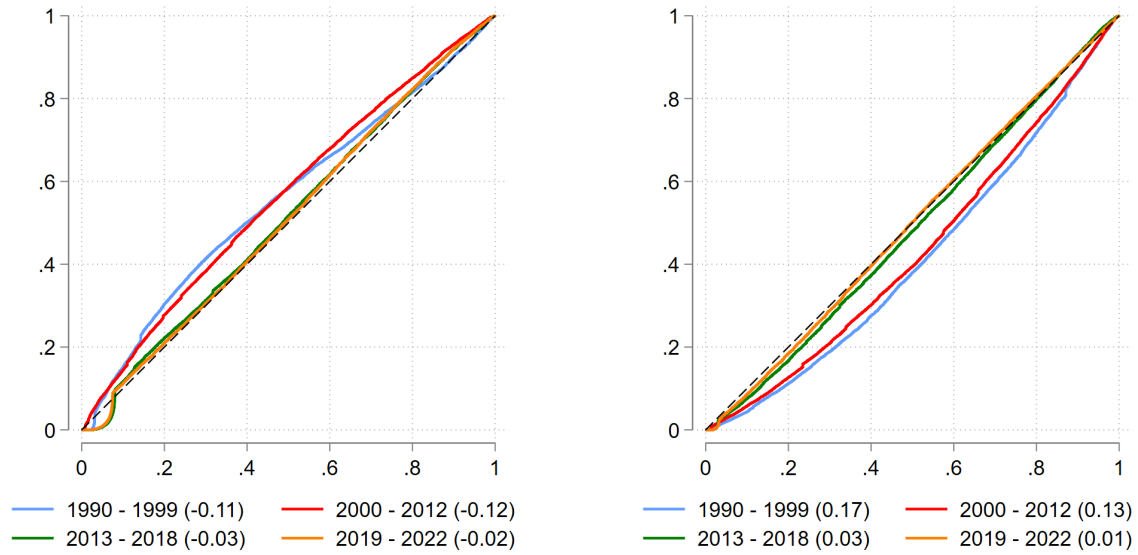 1
.8
.6
.4
.2
0
0 .2 .4 .6 .8 1
1990 - 1999 (-0.11) 2000 - 2012 (-0.12)
2013 - 2018 (-0.03) 2019 - 2022 (-0.02)
1
.8
.6
.4
.2
0
0 .2 .4 .6 .8 1
1990 - 1999 (0.17) 2000 - 2012 (0.13)
2013 - 2018 (0.03) 2019 - 2022 (0.01)